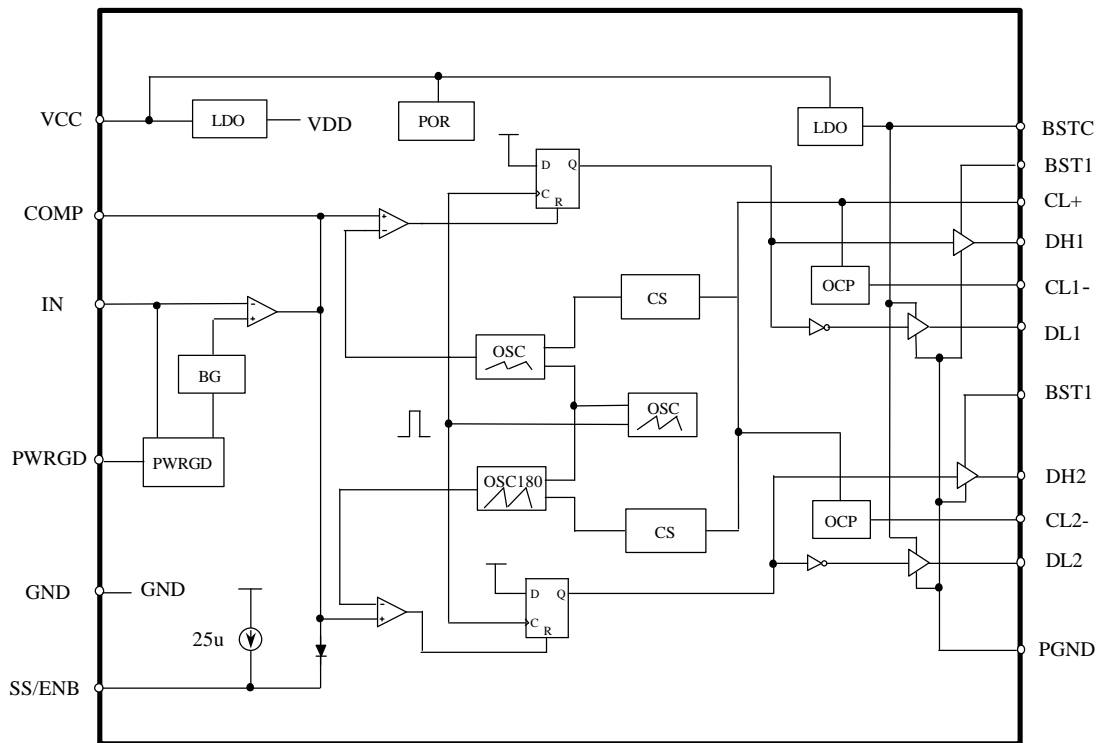 VCC
LDO
VDD
POR
LDO
BSTC
BST1
D
Q
C
R
COMP
+
-
CL+
DH1
IN
-
+
CS
OCP
CL1-
DL1
OSC
BG
BST1
OSC
PWRGD
PWRGD
OSC180
DH2
OCP
CL2-
CS
DL2
GND
GND
D
Q
C
R
-
+
25u
PGND
SS/ENB